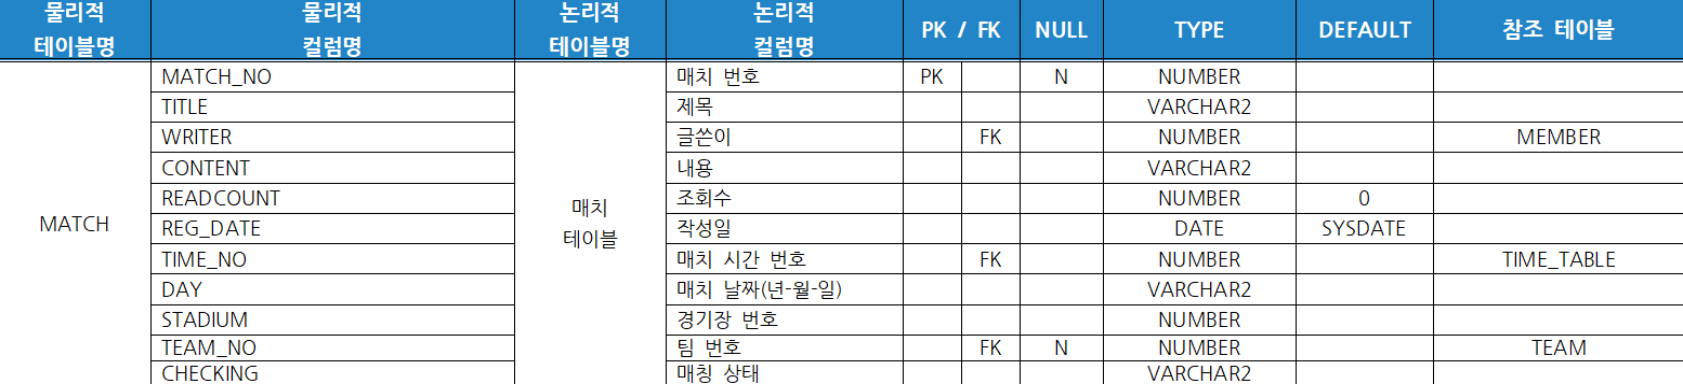 물리적 테이블명 물리적 컬럼명 논리적 테이블명 논리적 컬럼명 PK / FK NULL TYPE DEFAULT 참조 테이블
MATCH_NO 매치 번호 PK N NUMBER
TITLE 제목 VARCHAR2
WRITER 글쓴이 FK NUMBER MEMBER
CONTENT 내용 VARCHAR2
READCOUNT 조회수 NUMBER 0
MATCH 매치 테이블
REG_DATE 작성일 DATE SYSDATE
TIME_NO 매치 시간 번호 FK NUMBER TIME_TABLE
DAY 매치 날짜(년-월-일) VARCHAR2
STADIUM 경기장 번호 NUMBER
TEAM_NO 팀 번호 FK N NUMBER TEAM
CHECKING 매칭 상태 VARCHAR2